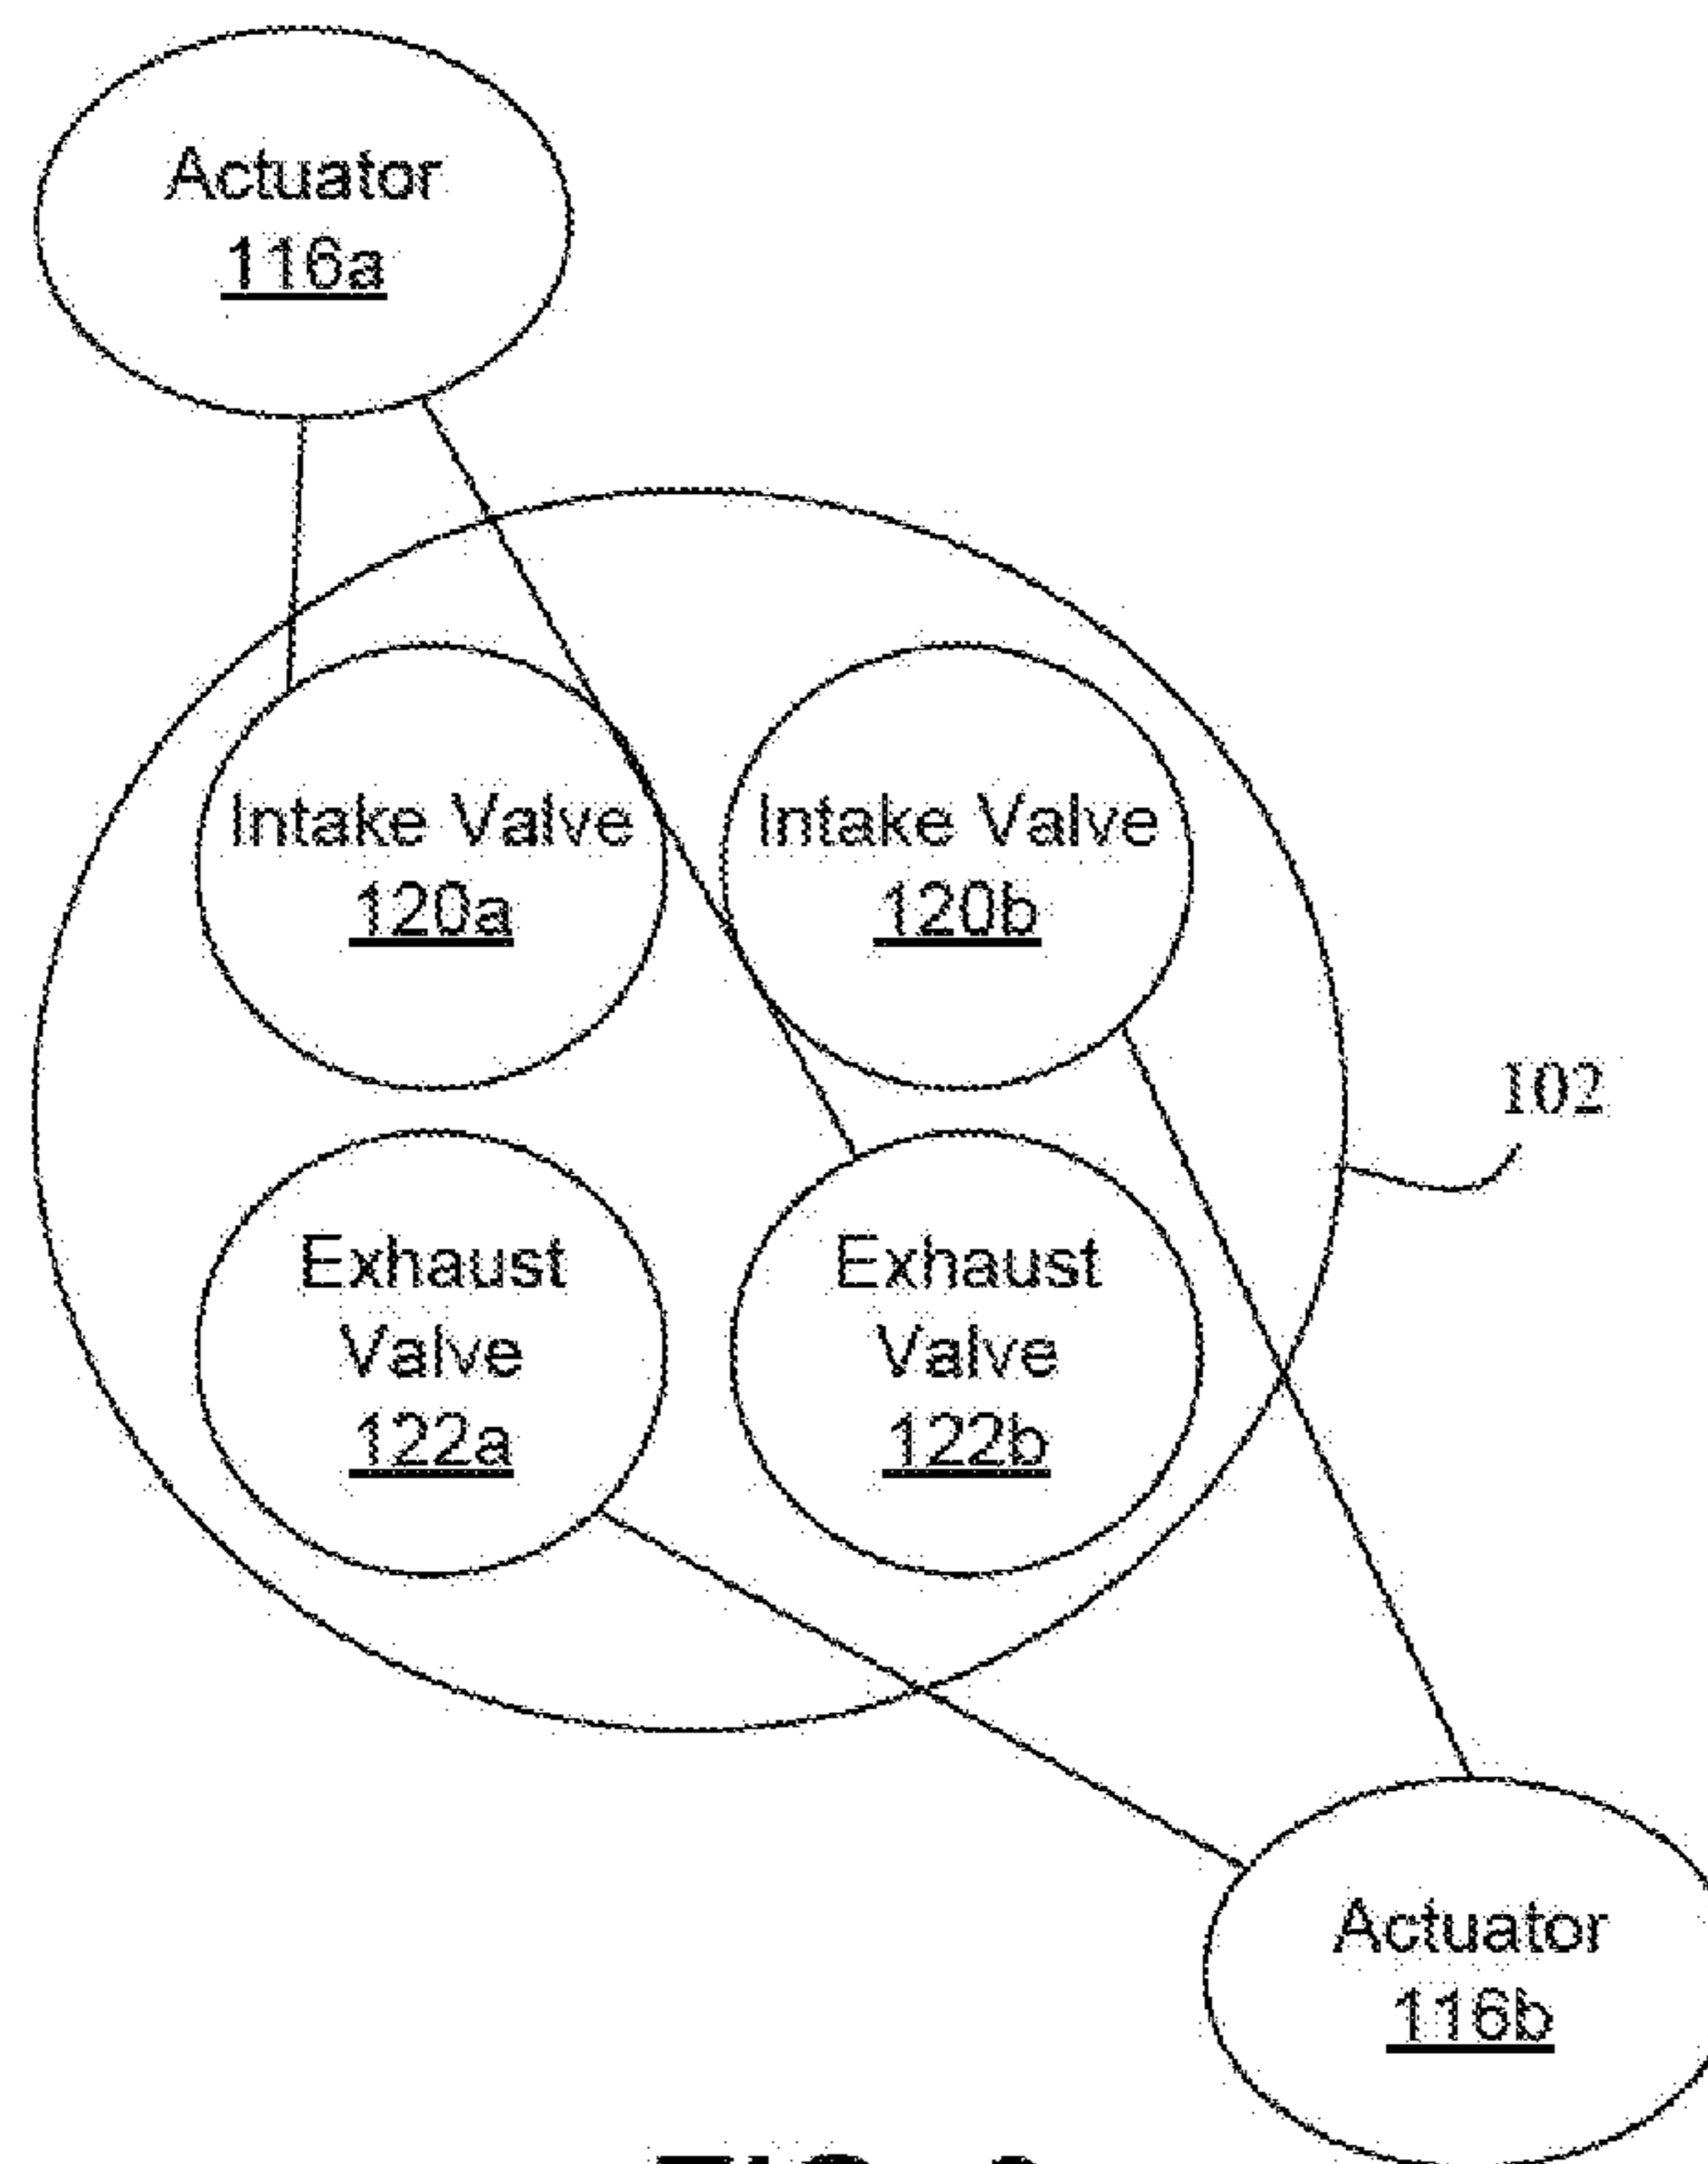 Actuator
116a
Intake Valve
120a
Intake Valve
120b
102
Exhaust
Valve
122a
Exhaust
Valve
122b
Actuator
116b